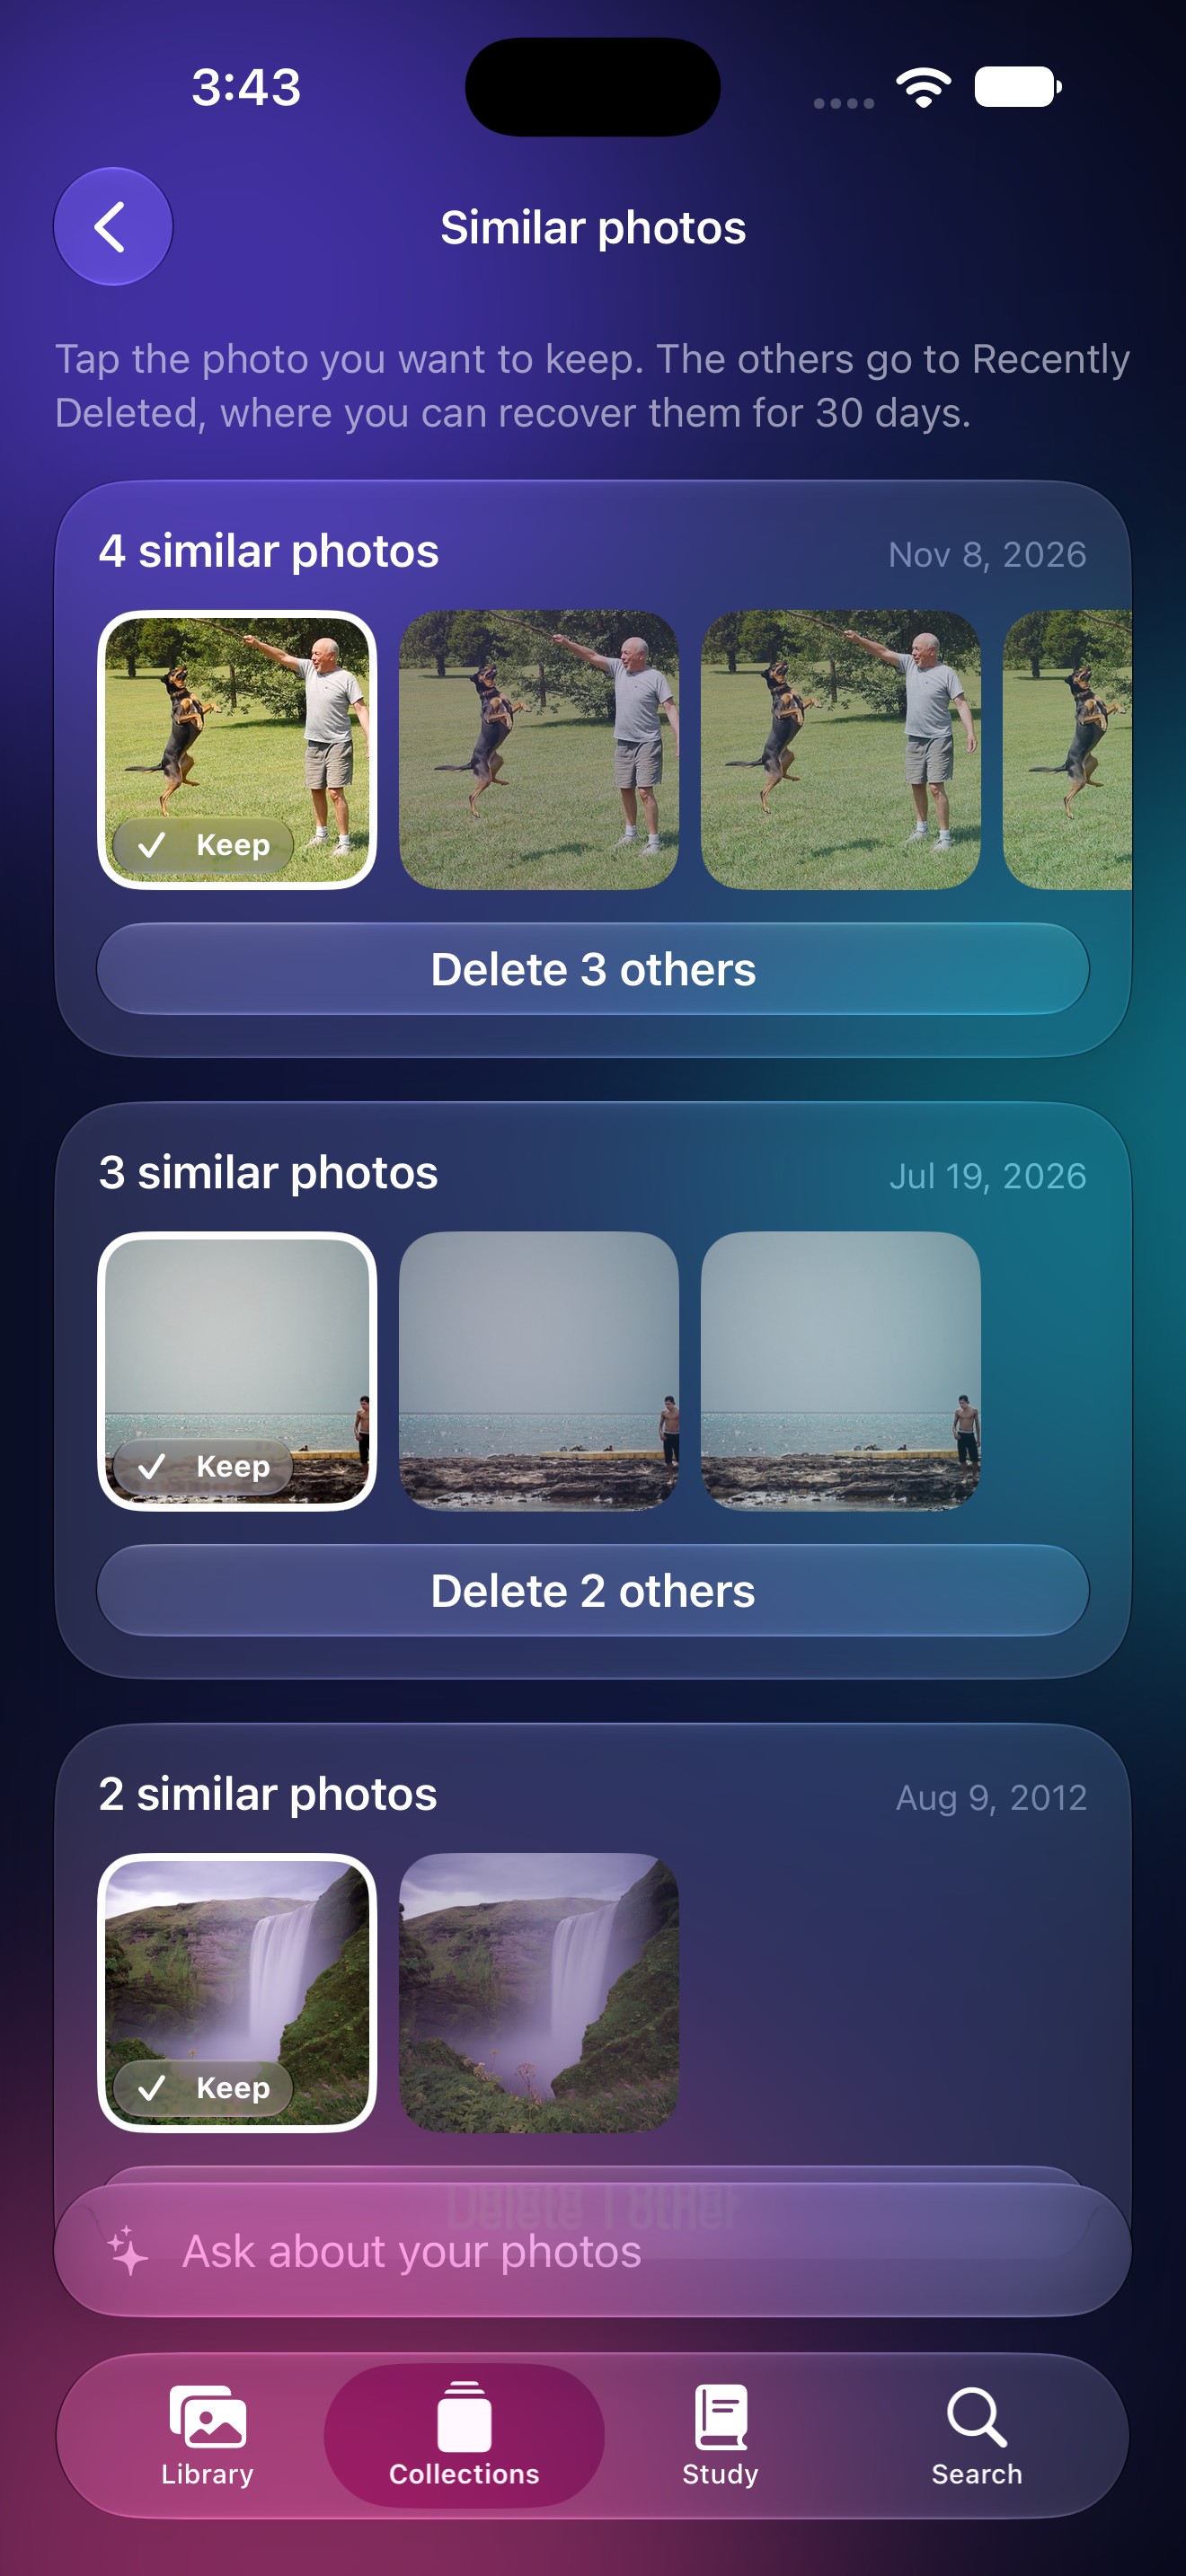 3:43
Similar photos
Tap the photo you want to keep. The others go to Recently
Deleted, where you can recover them for 30 days.
4 similar photos
Nov 8, 2026
Keep
Delete 3 others
3 similar photos
Jul 19, 2026
Keep
Delete 2 others
2 similar photos
Aug 9, 2012
Keep
Delete 1 other
Ask about your photos
Library
Collections
Study
Search